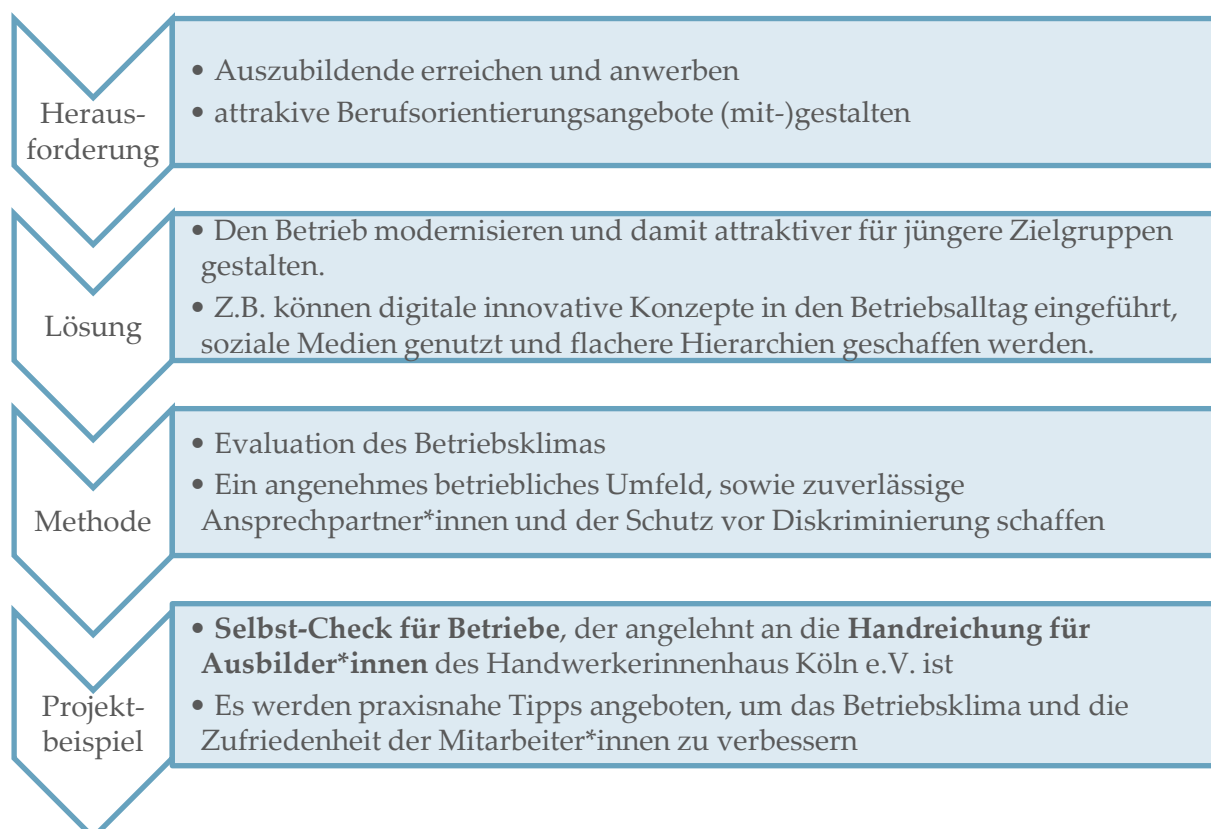 Heraus-
forderung
• Auszubildende erreichen und anwerben
• attrakive Berufsorientierungsangebote (mit-)gestalten
Lösung
• Den Betrieb modernisieren und damit attraktiver für jüngere Zielgruppen
gestalten.
• Z.B. können digitale innovative Konzepte in den Betriebsalltag eingeführt,
soziale Medien genutzt und flachere Hierarchien geschaffen werden.
Methode
• Evaluation des Betriebsklimas
• Ein angenehmes betriebliches Umfeld, sowie zuverlässige
Ansprechpartner*innen und der Schutz vor Diskriminierung schaffen
Projekt-
beispiel
• Selbst-Check für Betriebe, der angelehnt an die Handreichung für
Ausbilder*innen des Handwerkerinnenhaus Köln e.V. ist
• Es werden praxisnahe Tipps angeboten, um das Betriebsklima und die
Zufriedenheit der Mitarbeiter*innen zu verbessern